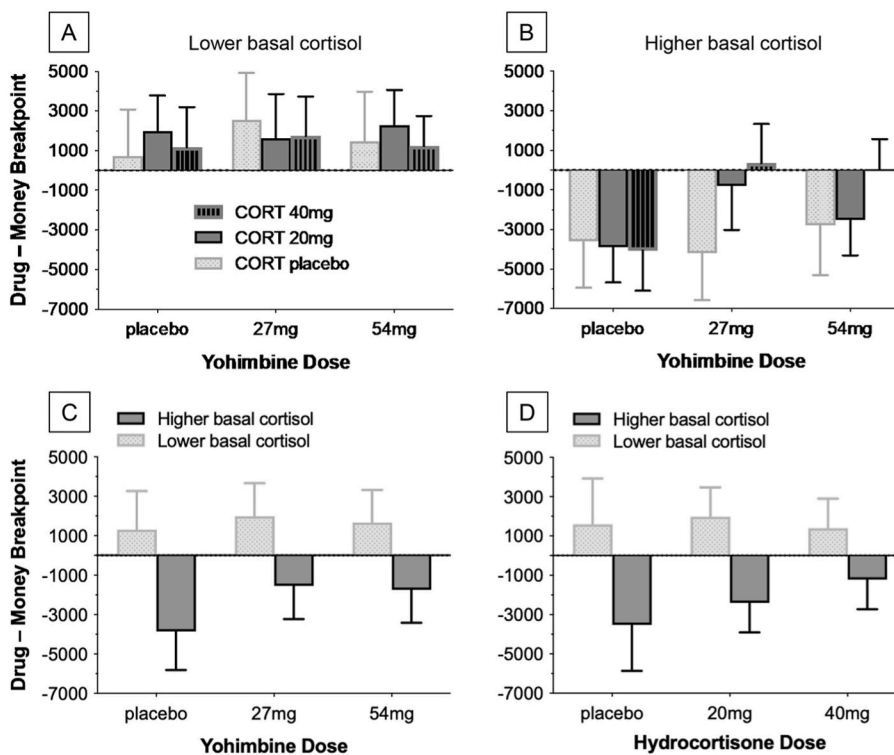 A
Lower basal cortisol
5000
3000
1000
-1000
-3000
-5000
-7000
Drug – Money Breakpoint
CORT 40mg
CORT 20mg
CORT placebo
placebo 27mg 54mg
Yohimbine Dose
B
Higher basal cortisol
5000
3000
1000
-1000
-3000
-5000
-7000
placebo 27mg 54mg
Yohimbine Dose
C
Higher basal cortisol
Lower basal cortisol
5000
3000
1000
-1000
-3000
-5000
-7000
Drug – Money Breakpoint
placebo 27mg 54mg
Yohimbine Dose
D
Higher basal cortisol
Lower basal cortisol
5000
3000
1000
-1000
-3000
-5000
-7000
placebo 20mg 40mg
Hydrocortisone Dose